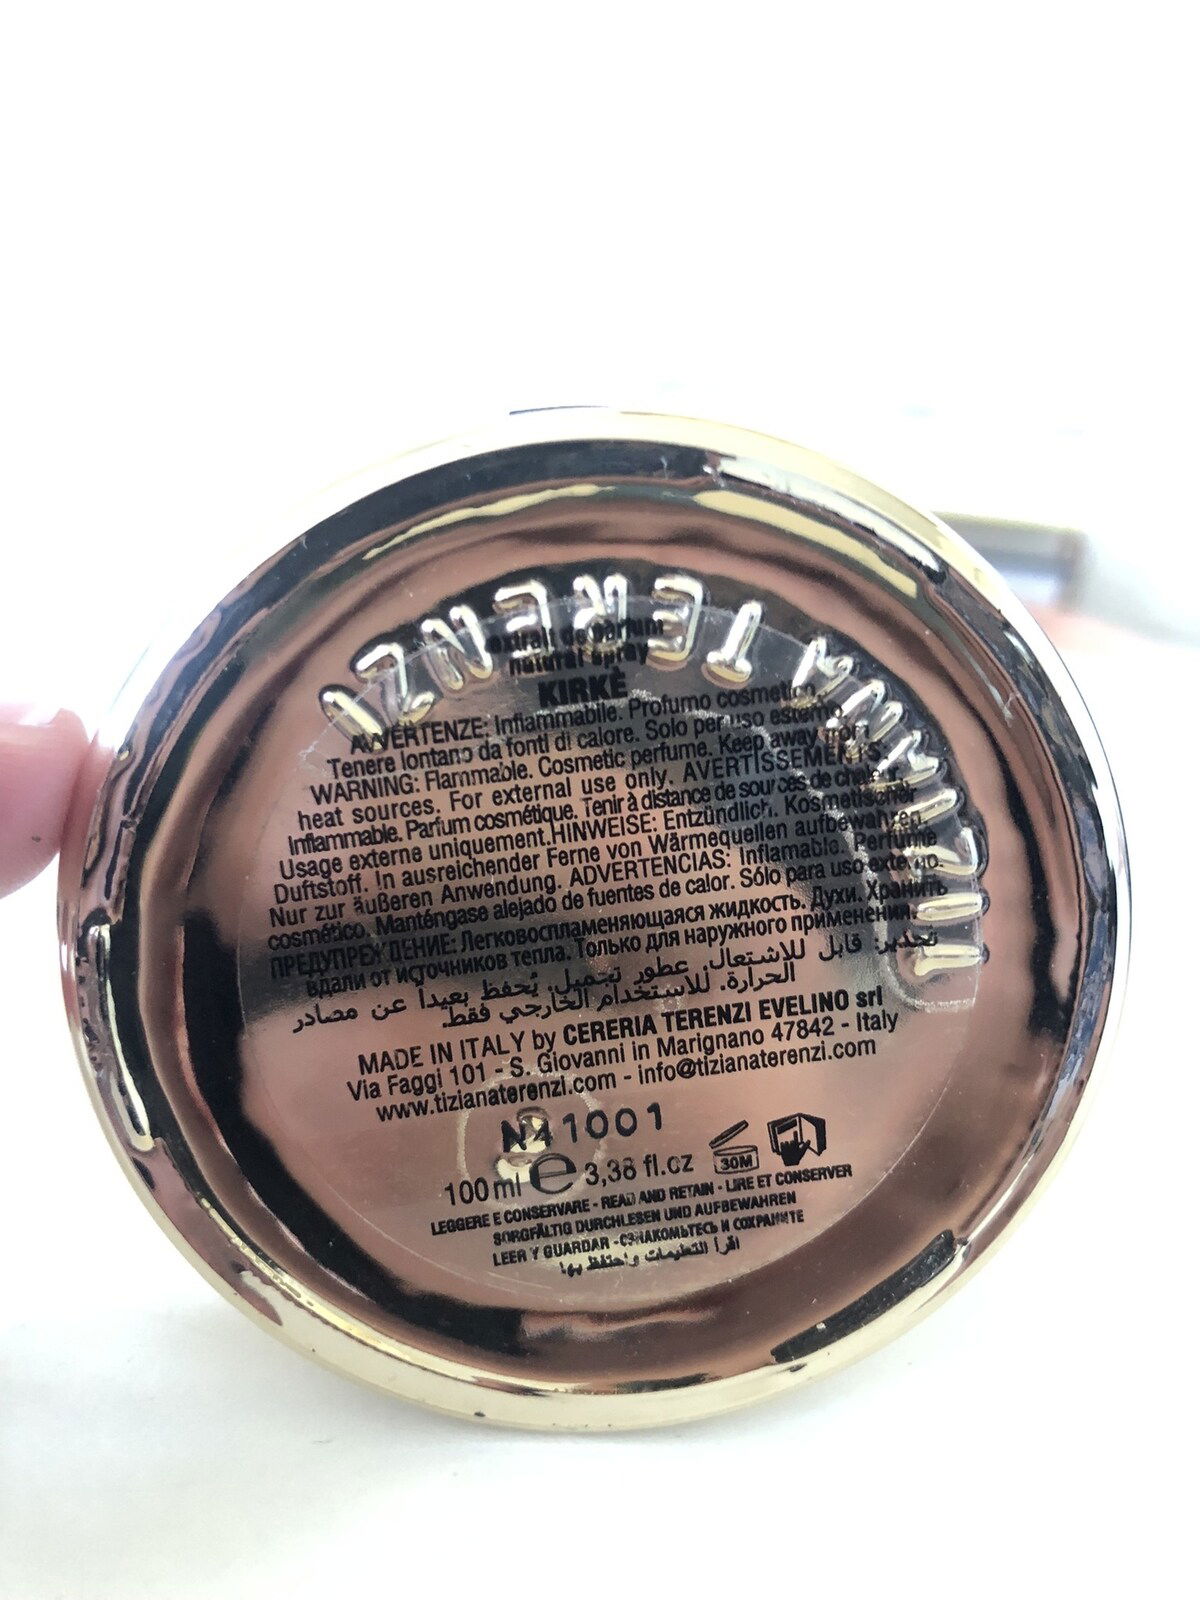 TIZIANA TERENZI
extrait de parfum
natural spray
KIRKÈ
AVVERTENZE: Infiammabile. Profumo cosmetico.
Tenere lontano da fonti di calore. Solo per uso esterno.
WARNING: Flammable. Cosmetic perfume. Keep away from
heat sources. For external use only. AVERTISSEMENTS:
Inflammable. Parfum cosmétique. Tenir à distance de sources de chaleur.
Usage externe uniquement.HINWEISE: Entzündlich. Kosmetischer
Duftstoff. In ausreichender Ferne von Wärmequellen aufbewahren.
Nur zur äußeren Anwendung. ADVERTENCIAS: Inflamable. Perfume
cosmético. Manténgase alejado de fuentes de calor. Sólo para uso externo.
ПРЕДУПРЕЖДЕНИЕ: Легковоспламеняющаяся жидкость. Духи. Хранить
вдали от источников тепла. Только для наружного применения.
تحذير: قابل للاشتعال. عطور تجميل. يُحفظ بعيداً عن مصادر
الحرارة. للاستخدام الخارجي فقط.
MADE IN ITALY by CERERIA TERENZI EVELINO srl
Via Faggi 101 - S. Giovanni in Marignano 47842 - Italy
www.tizianaterenzi.com - info@tizianaterenzi.com
N41001
100 ml e 3,38 fl.oz 30M
LEGGERE E CONSERVARE - READ AND RETAIN - LIRE ET CONSERVER
SORGFÄLTIG DURCHLESEN UND AUFBEWAHREN
LEER Y GUARDAR - ОЗНАКОМЬТЕСЬ И СОХРАНИТЕ
اقرأ التعليمات واحتفظ بها